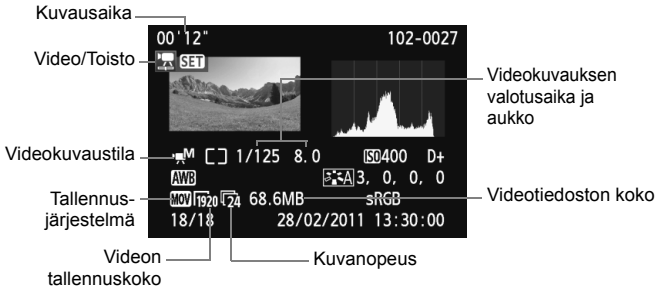 Kuvausaika
00'12" 102-0027
Video/Toisto
SET
Videokuvauksen
valotusaika ja
aukko
Videokuvaustila
M 1/125 8.0 ISO400 D+
AWB A 3, 0, 0, 0
Tallennus-
järjestelmä
MOV 1920 24 68.6MB sRGB
Videotiedoston koko
18/18 28/02/2011 13:30:00
Videon
tallennuskoko
Kuvanopeus